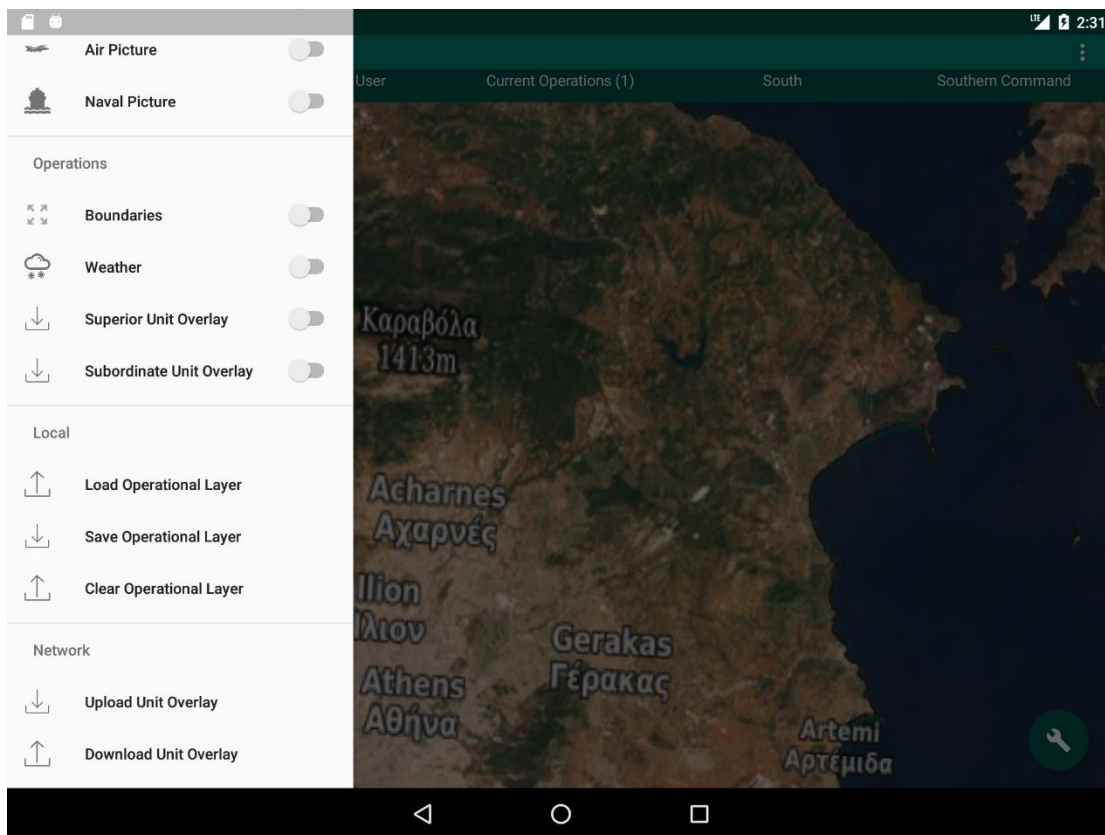 LTE 2:31
Air Picture
Naval Picture
Operations
Boundaries
Weather
Superior Unit Overlay
Subordinate Unit Overlay
Local
Load Operational Layer
Save Operational Layer
Clear Operational Layer
Network
Upload Unit Overlay
Download Unit Overlay
User Current Operations (1) South Southern Command
Καραβόλα
1413m
Acharnes
Αχαρνές
Ilion
Ίλιον
Gerakas
Γέρακας
Athens
Αθήνα
Artemi
Αρτέμιδα